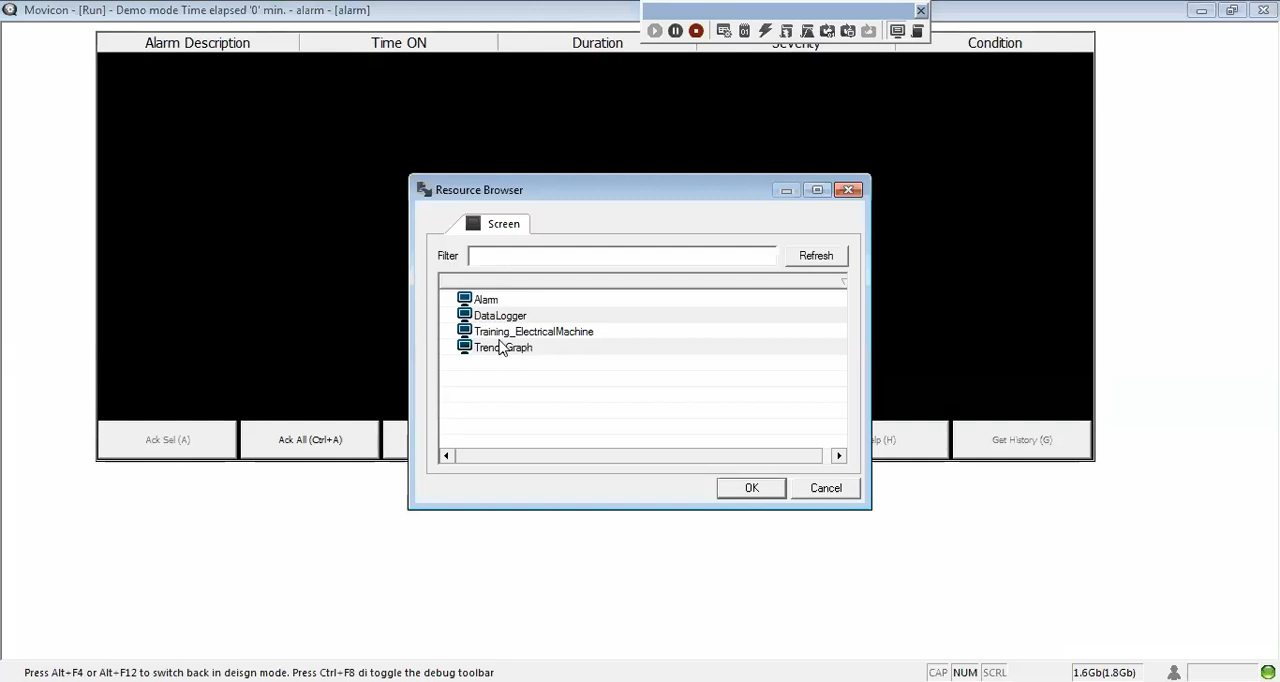 Movicon - [Run] - Demo mode Time elapsed '0' min. - alarm - [alarm]
Alarm Description Time ON Duration Severity Condition
Resource Browser
Screen
Filter Refresh
Alarm
DataLogger
Training_ElectricalMachine
Trend_Graph
Ack Sel (A) Ack All (Ctrl+A) (H) Get History (G)
OK Cancel
Press Alt+F4 or Alt+F12 to switch back in deisgn mode. Press Ctrl+F8 di toggle the debug toolbar CAP NUM SCRL 1.6Gb(1.8Gb)